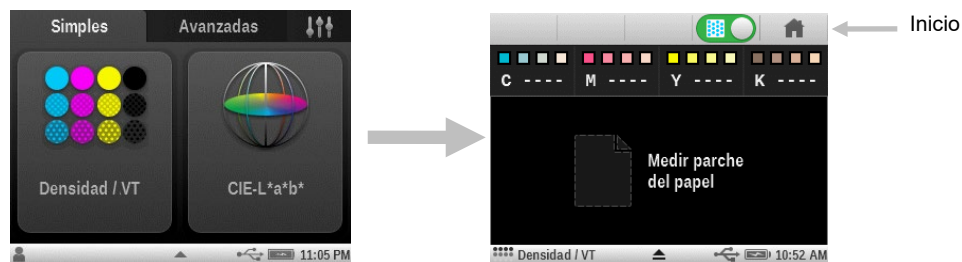 Simples
Avanzadas
Densidad / VT
CIE-L*a*b*
11:05 PM
Inicio
C ---- M ---- Y ---- K ----
Medir parche
del papel
Densidad / VT
10:52 AM